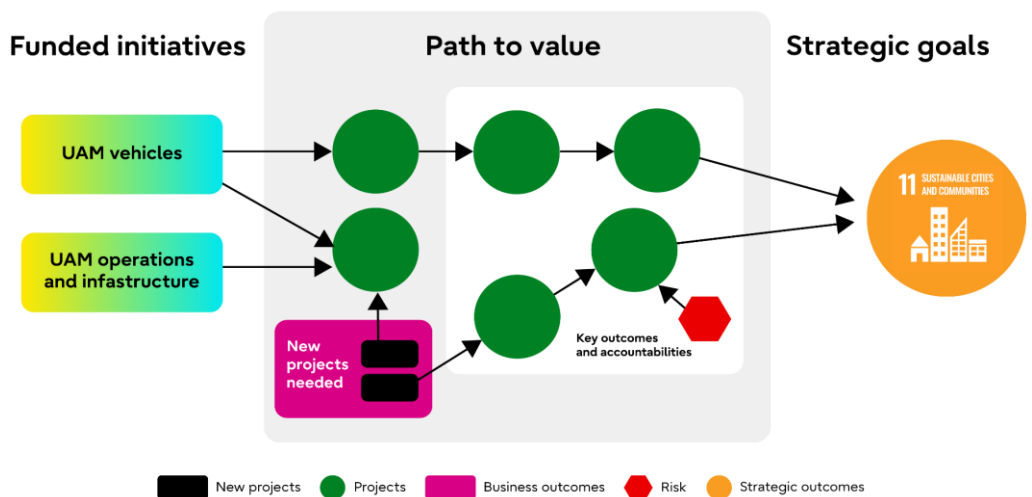 Funded initiatives
Path to value
Strategic goals
UAM vehicles
11 SUSTAINABLE CITIES
AND COMMUNITIES
UAM operations
and infastructure
New
projects
needed
Key outcomes
and accountabilities
New projects
Projects
Business outcomes
Risk
Strategic outcomes